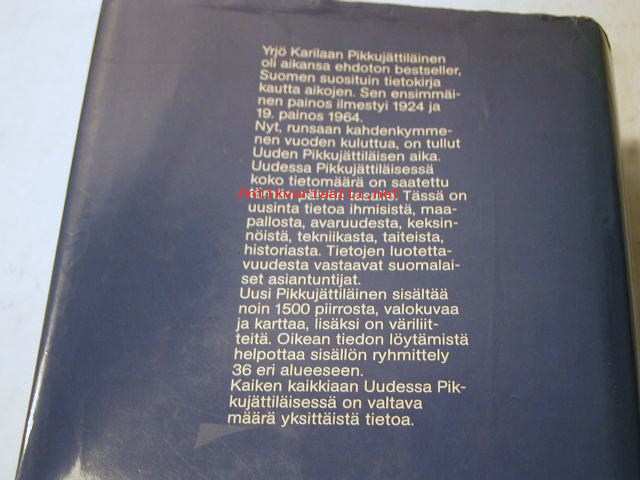 Yrjö Karilaan Pikkujättiläinen
oli aikansa ehdoton bestseller,
Suomen suosituin tietokirja
kautta aikojen. Sen ensimmäi-
nen painos ilmestyi 1924 ja
19. painos 1964.
Nyt, runsaan kahdenkymme-
nen vuoden kuluttua, on tullut
Uuden Pikkujättiläisen aika.
Uudessa Pikkujättiläisessä
koko tietomäärä on saatettu
tämän päivän tasalle. Tässä on
uusinta tietoa ihmisistä, maa-
pallosta, avaruudesta, keksin-
nöistä, tekniikasta, taiteista,
historiasta. Tietojen luotetta-
vuudesta vastaavat suomalai-
set asiantuntijat.
Uusi Pikkujättiläinen sisältää
noin 1500 piirrosta, valokuvaa
ja karttaa, lisäksi on väriliit-
teitä. Oikean tiedon löytämistä
helpottaa sisällön ryhmittely
36 eri alueeseen.
Kaiken kaikkiaan Uudessa Pik-
kujättiläisessä on valtava
määrä yksittäistä tietoa.